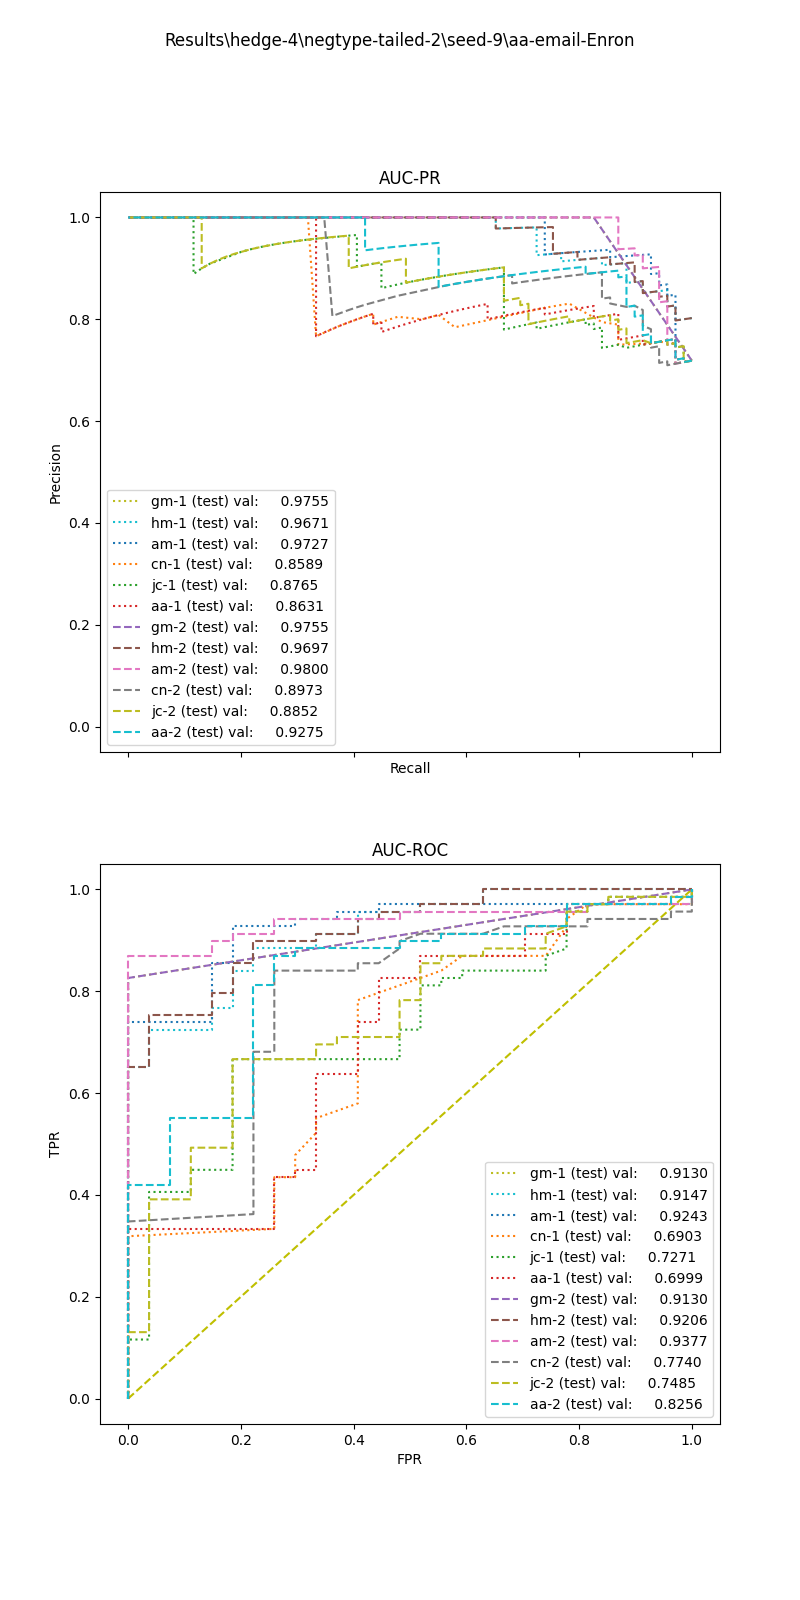 Results\hedge-4\negtype-tailed-2\seed-9\aa-email-Enron
AUC-PR
1.0
0.8
0.6
0.4
0.2
0.0
Precision
gm-1 (test) val: 0.9755
hm-1 (test) val: 0.9671
am-1 (test) val: 0.9727
cn-1 (test) val: 0.8589
jc-1 (test) val: 0.8765
aa-1 (test) val: 0.8631
gm-2 (test) val: 0.9755
hm-2 (test) val: 0.9697
am-2 (test) val: 0.9800
cn-2 (test) val: 0.8973
jc-2 (test) val: 0.8852
aa-2 (test) val: 0.9275
Recall
AUC-ROC
1.0
0.8
0.6
0.4
0.2
0.0
TPR
gm-1 (test) val: 0.9130
hm-1 (test) val: 0.9147
am-1 (test) val: 0.9243
cn-1 (test) val: 0.6903
jc-1 (test) val: 0.7271
aa-1 (test) val: 0.6999
gm-2 (test) val: 0.9130
hm-2 (test) val: 0.9206
am-2 (test) val: 0.9377
cn-2 (test) val: 0.7740
jc-2 (test) val: 0.7485
aa-2 (test) val: 0.8256
0.0 0.2 0.4 0.6 0.8 1.0
FPR